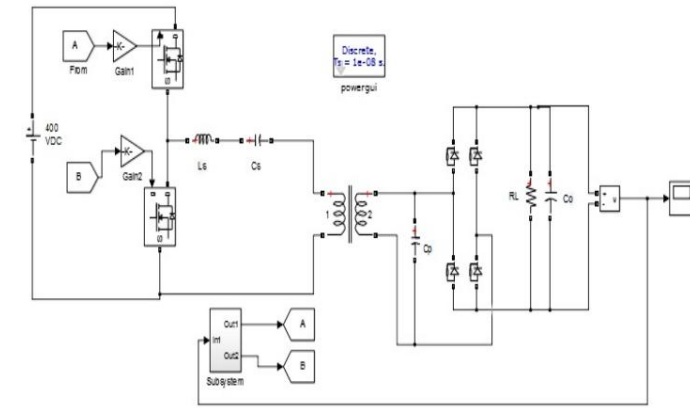 A
From
-K-
Gain1
g
D
S
Discrete,
Ts = 1e-08 s.
powergui
400
VDC
B
-K-
Gain2
g
D
S
Ls
Cs
1
2
Cp
RL
Co
+
-
v
In1
Out1
Out2
Subsystem
A
B